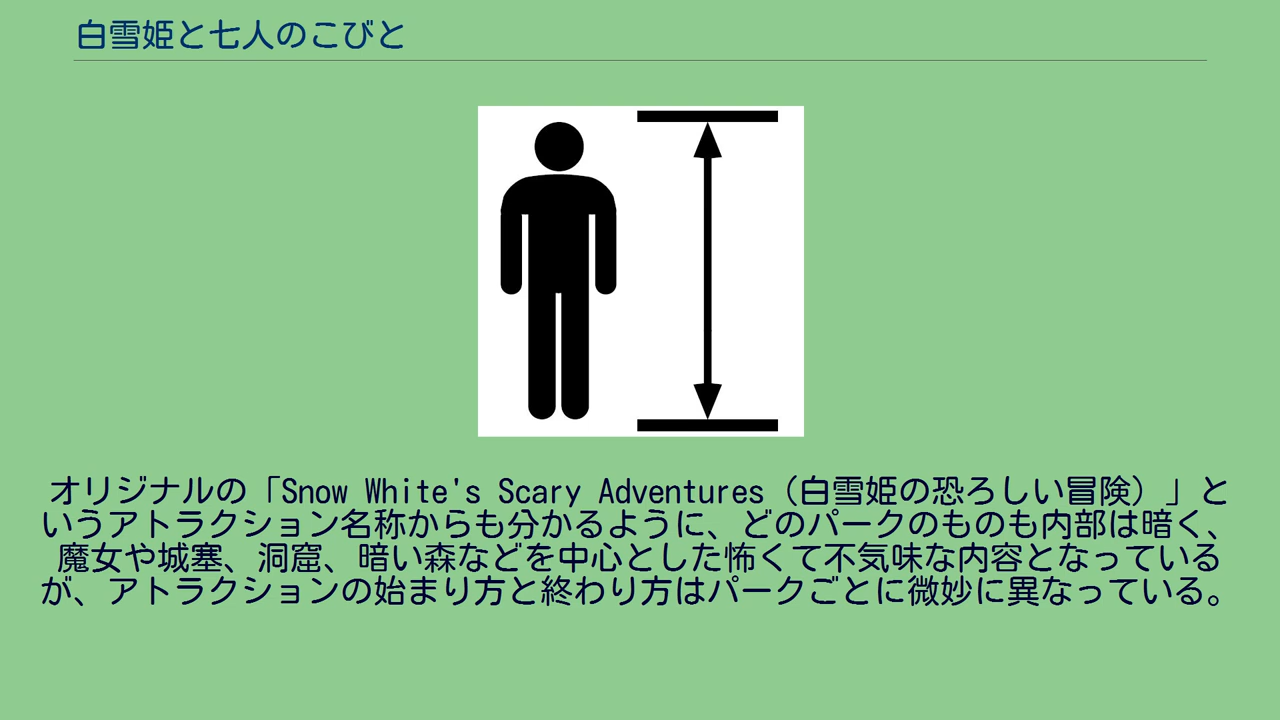 白雪姫と七人のこびと
オリジナルの「Snow White's Scary Adventures（白雪姫の恐ろしい冒険）」と
いうアトラクション名称からも分かるように、どのパークのものも内部は暗く、
魔女や城塞、洞窟、暗い森などを中心とした怖くて不気味な内容となっている
が、アトラクションの始まり方と終わり方はパークごとに微妙に異なっている。